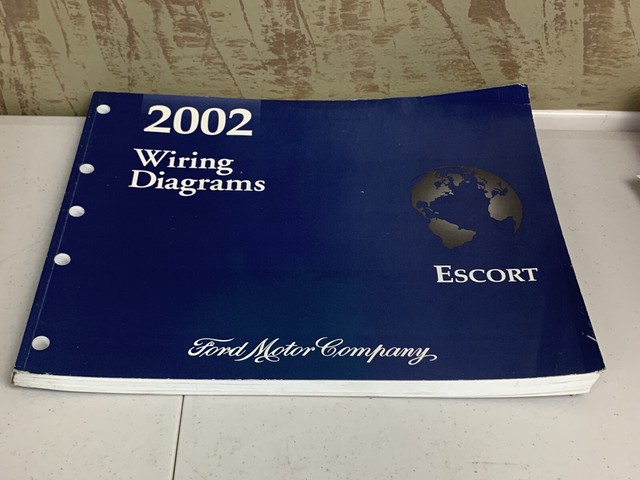 2002
Wiring
Diagrams
ESCORT
Ford Motor Company